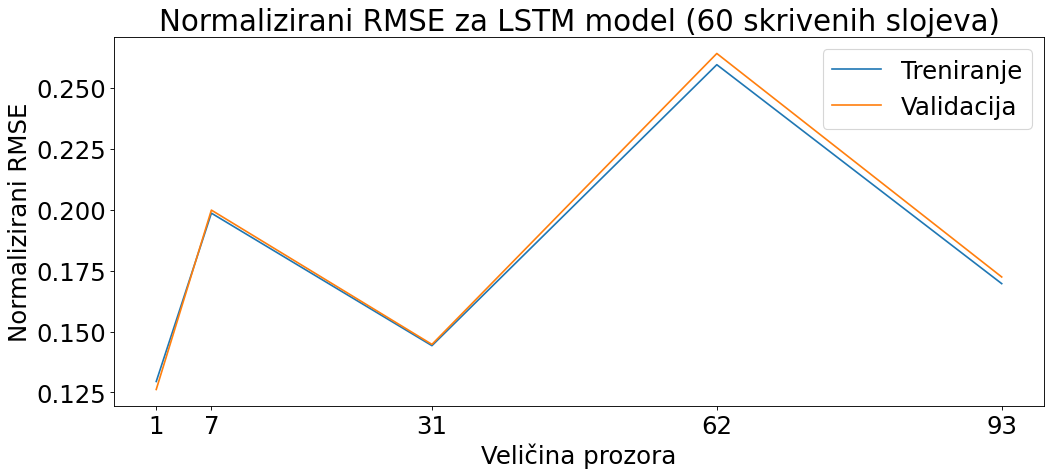 Normalizirani RMSE za LSTM model (60 skrivenih slojeva)
Treniranje
Validacija
Normalizirani RMSE
0.250
0.225
0.200
0.175
0.150
0.125
1 7 31 62 93
Veličina prozora